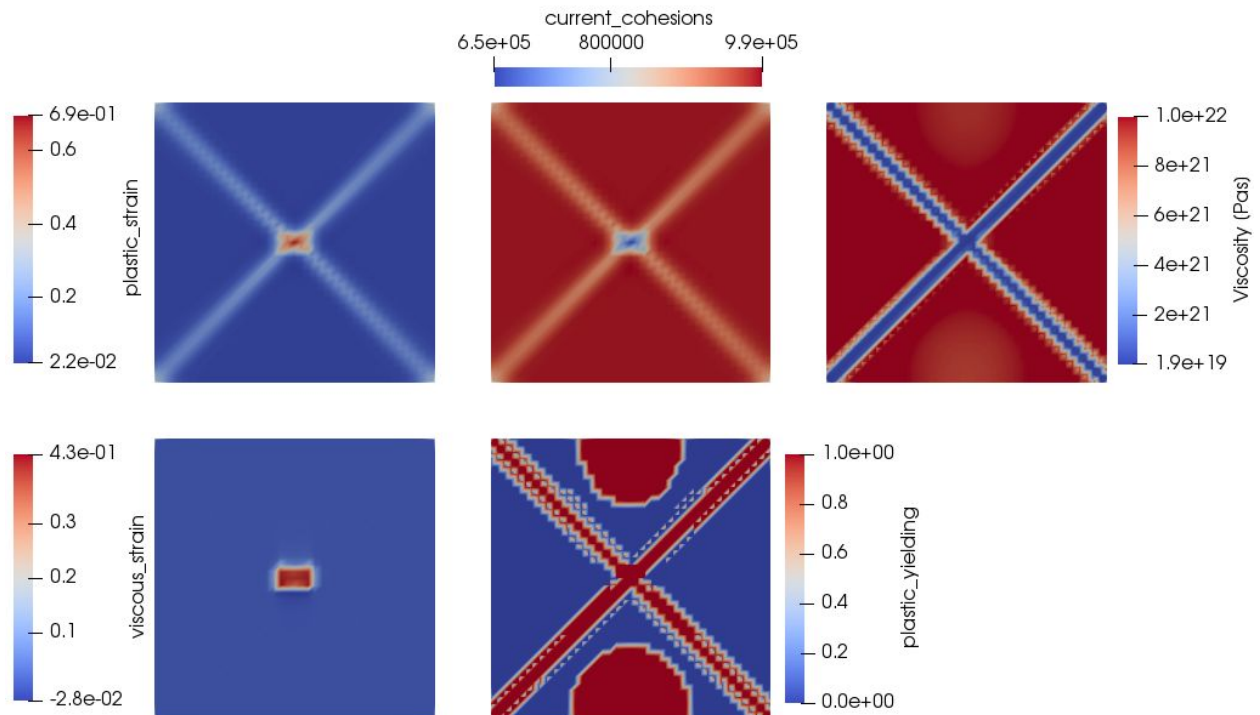 current_cohesions
6.5e+05 800000 9.9e+05
6.9e-01
0.6
0.4
0.2
2.2e-02
plastic_strain
1.0e+22
8e+21
6e+21
4e+21
2e+21
1.9e+19
Viscosity (Pas)
4.3e-01
0.3
0.2
0.1
-2.8e-02
viscous_strain
1.0e+00
0.8
0.6
0.4
0.2
0.0e+00
plastic_yielding